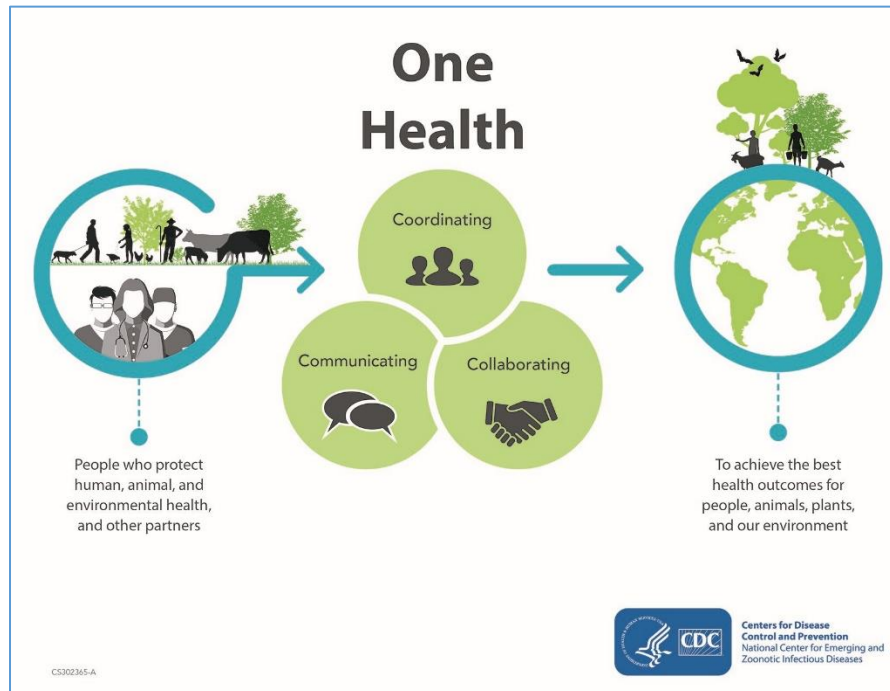 One
Health
Coordinating
Communicating
Collaborating
People who protect
human, animal, and
environmental health,
and other partners
To achieve the best
health outcomes for
people, animals, plants,
and our environment
CDC
Centers for Disease
Control and Prevention
National Center for Emerging and
Zoonotic Infectious Diseases
CS302365-A